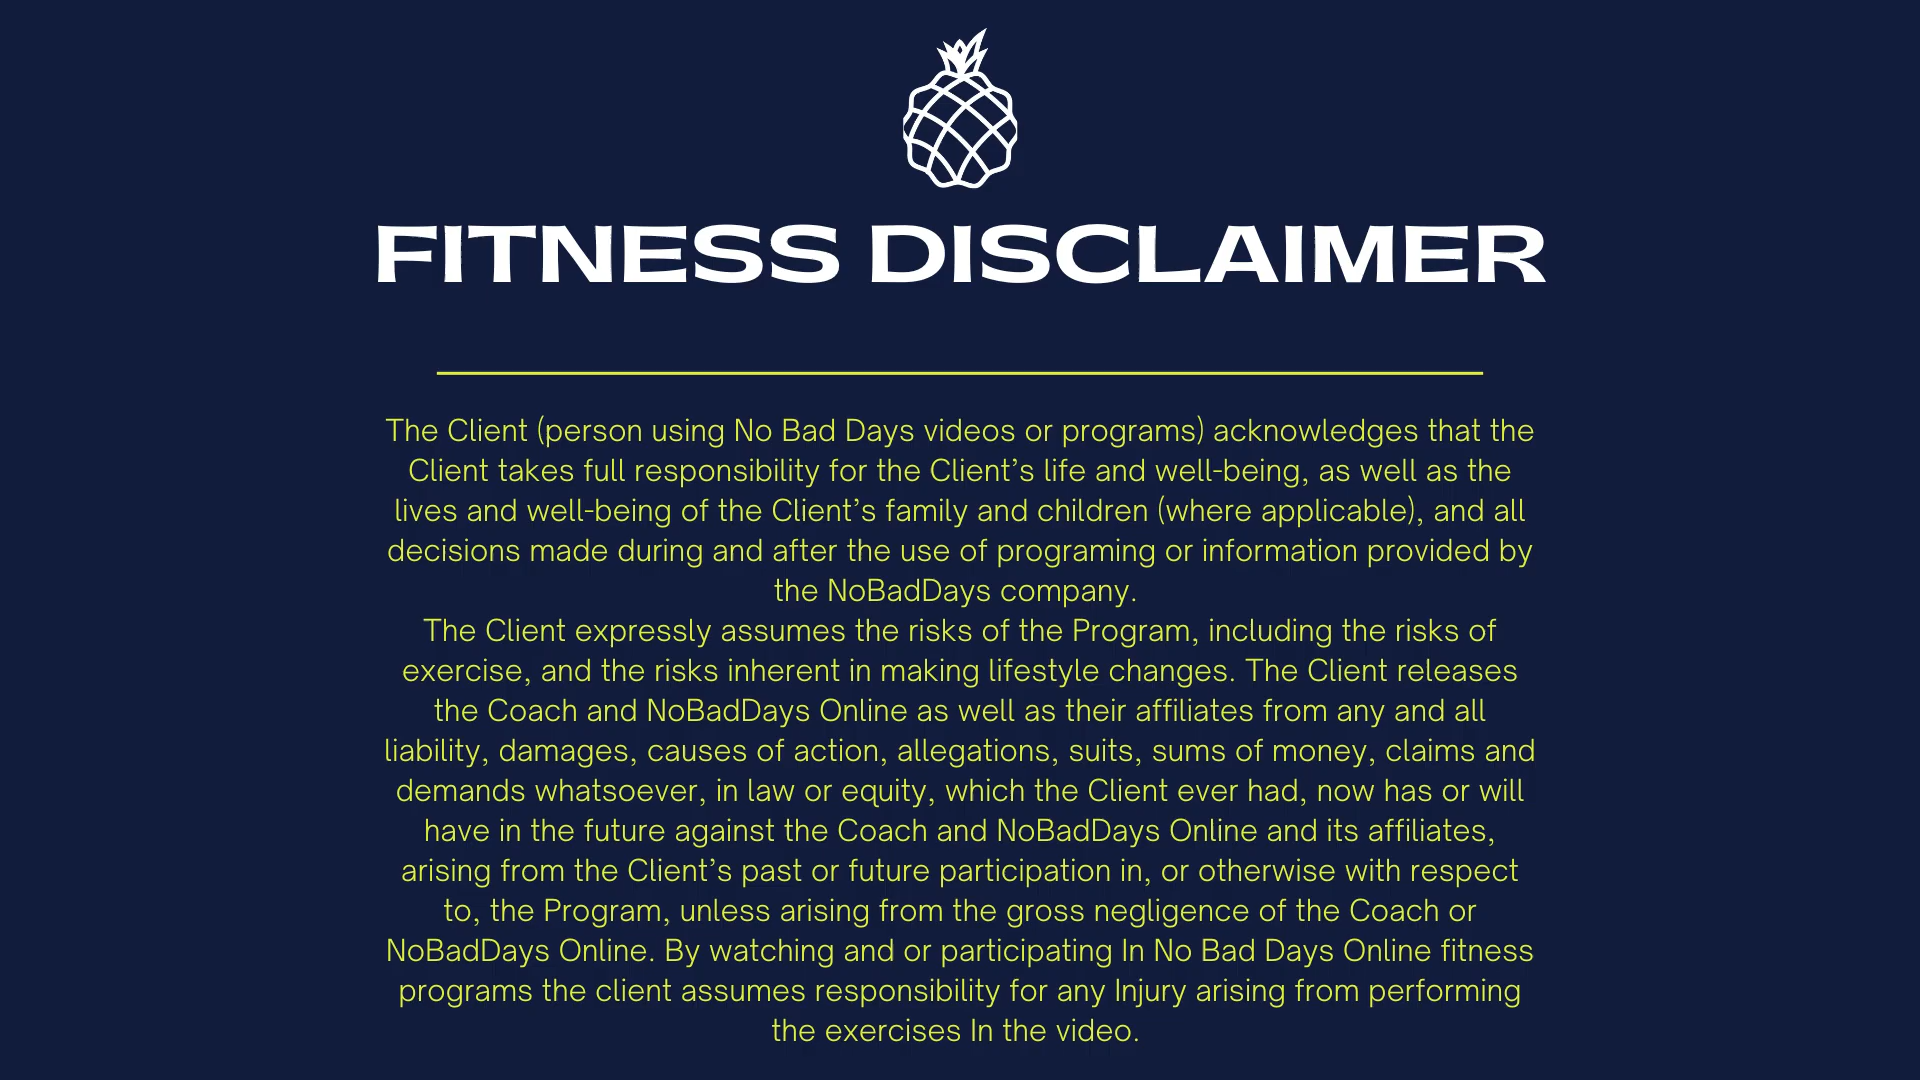 FITNESS DISCLAIMER
The Client (person using No Bad Days videos or programs) acknowledges that the
Client takes full responsibility for the Client’s life and well-being, as well as the
lives and well-being of the Client’s family and children (where applicable), and all
decisions made during and after the use of programing or information provided by
the NoBadDays company.
The Client expressly assumes the risks of the Program, including the risks of
exercise, and the risks inherent in making lifestyle changes. The Client releases
the Coach and NoBadDays Online as well as their affiliates from any and all
liability, damages, causes of action, allegations, suits, sums of money, claims and
demands whatsoever, in law or equity, which the Client ever had, now has or will
have in the future against the Coach and NoBadDays Online and its affiliates,
arising from the Client’s past or future participation in, or otherwise with respect
to, the Program, unless arising from the gross negligence of the Coach or
NoBadDays Online. By watching and or participating In No Bad Days Online fitness
programs the client assumes responsibility for any Injury arising from performing
the exercises In the video.